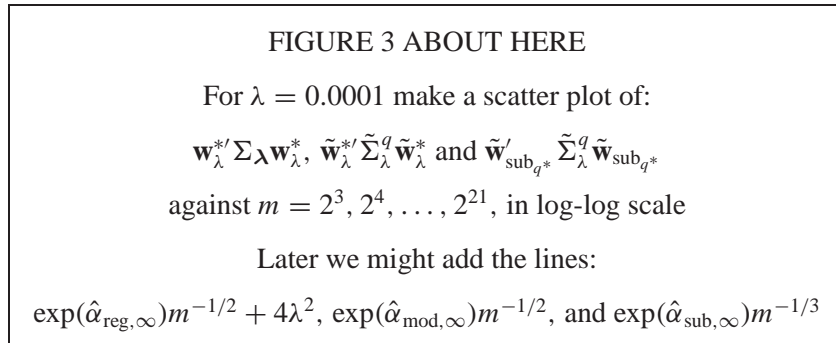 FIGURE 3 ABOUT HERE
For λ = 0.0001 make a scatter plot of:
𝐰*′_λ Σ_𝛌 𝐰*_λ, 𝐰̃*′_λ Σ̃^q_λ 𝐰̃*_λ and 𝐰̃′_{sub_{q*}} Σ̃^q_λ 𝐰̃_{sub_{q*}}
against m = 2^3, 2^4, . . . , 2^21, in log-log scale
Later we might add the lines:
exp(α̂_{reg,∞})m^{−1/2} + 4λ^2, exp(α̂_{mod,∞})m^{−1/2}, and exp(α̂_{sub,∞})m^{−1/3}